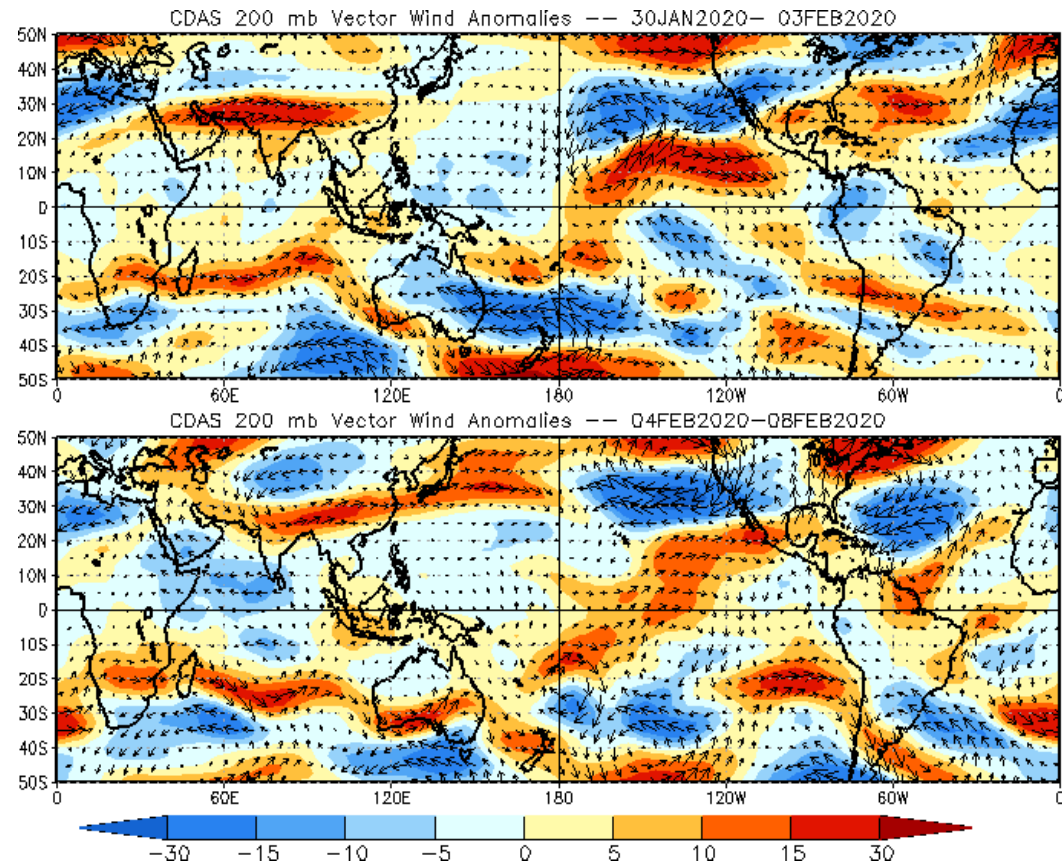 CDAS 200 mb Vector Wind Anomalies -- 30JAN2020- 03FEB2020
50N
40N
30N
20N
10N
0
10S
20S
30S
40S
50S
0 60E 120E 180 120W 60W 0
CDAS 200 mb Vector Wind Anomalies -- 04FEB2020-08FEB2020
50N
40N
30N
20N
10N
0
10S
20S
30S
40S
50S
0 60E 120E 180 120W 60W 0
-30 -15 -10 -5 0 5 10 15 30